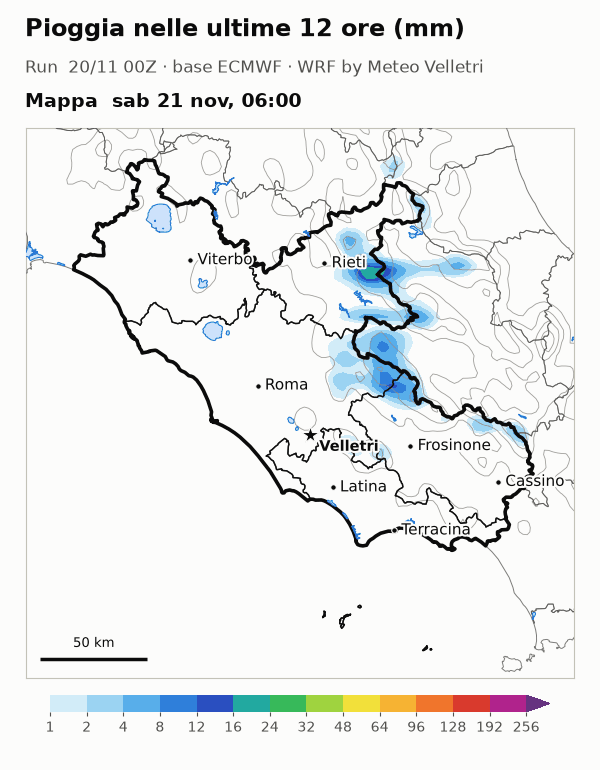 Pioggia nelle ultime 12 ore (mm)
Run  20/11 00Z · base ECMWF · WRF by Meteo Velletri
Mappa  sab 21 nov, 06:00
Viterbo
Rieti
Roma
Velletri
Frosinone
Latina
Cassino
Terracina
50 km
1 2 4 8 12 16 24 32 48 64 96 128 192 256